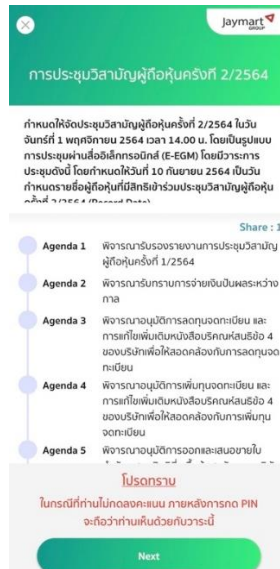 Jaymart
GROUP
การประชุมวิสามัญผู้ถือหุ้นครั้งที่ 2/2564
กำหนดให้จัดประชุมวิสามัญผู้ถือหุ้นครั้งที่ 2/2564 ในวัน
จันทร์ที่ 1 พฤศจิกายน 2564 เวลา 14.00 น. โดยเป็นรูปแบบ
การประชุมผ่านสื่ออิเล็กทรอนิกส์ (E-EGM) โดยมีวาระการ
ประชุมดังนี้ โดยกำหนดให้วันที่ 10 กันยายน 2564 เป็นวัน
กำหนดรายชื่อผู้ถือหุ้นที่มีสิทธิเข้าร่วมประชุมวิสามัญผู้ถือหุ้น
ครั้งที่ 2/2564 (Record Date)
Share : 1
Agenda 1 พิจารณารับรองรายงานการประชุมวิสามัญ
ผู้ถือหุ้นครั้งที่ 1/2564
Agenda 2 พิจารณารับทราบการจ่ายเงินปันผลระหว่าง
กาล
Agenda 3 พิจารณาอนุมัติการลดทุนจดทะเบียน และ
การแก้ไขเพิ่มเติมหนังสือบริคณห์สนธิข้อ 4
ของบริษัทเพื่อให้สอดคล้องกับการลดทุนจด
ทะเบียน
Agenda 4 พิจารณาอนุมัติการเพิ่มทุนจดทะเบียน และ
การแก้ไขเพิ่มเติมหนังสือบริคณห์สนธิข้อ 4
ของบริษัทเพื่อให้สอดคล้องกับการเพิ่มทุน
จดทะเบียน
Agenda 5 พิจารณาอนุมัติการออกและเสนอขายใบ
โปรดทราบ
ในกรณีที่ท่านไม่กดลงคะแนน ภายหลังการกด PIN
จะถือว่าท่านเห็นด้วยกับวาระนี้
Next